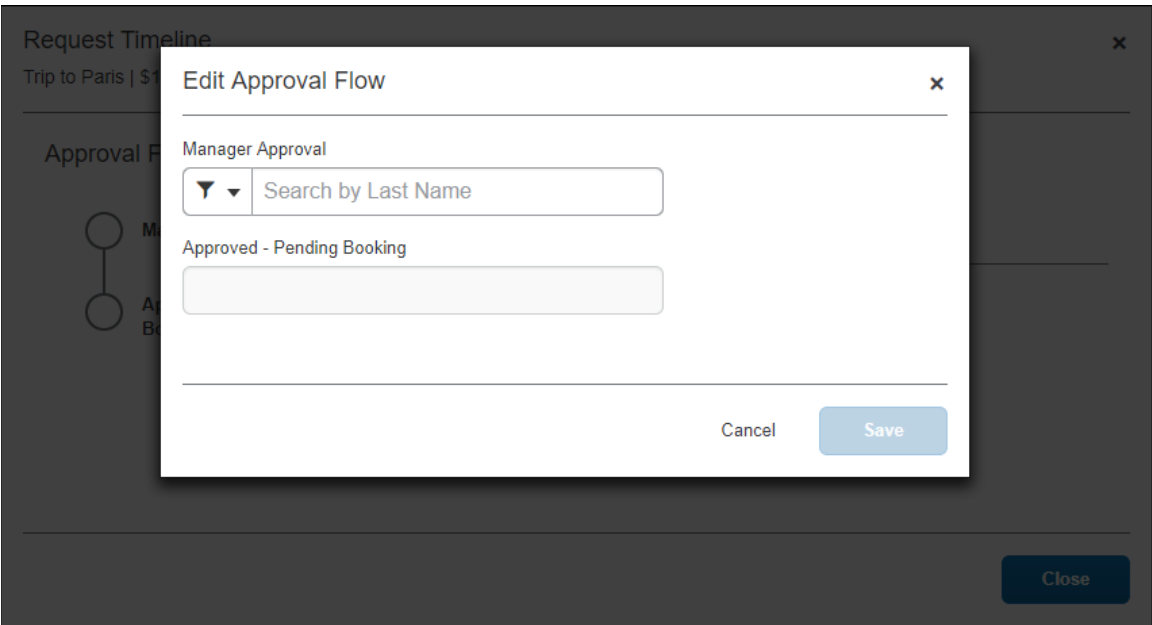 Request Timeline
Trip to Paris | $1
Edit Approval Flow
Approval F
Manager Approval
Search by Last Name
Approved - Pending Booking
Cancel
Save
Close